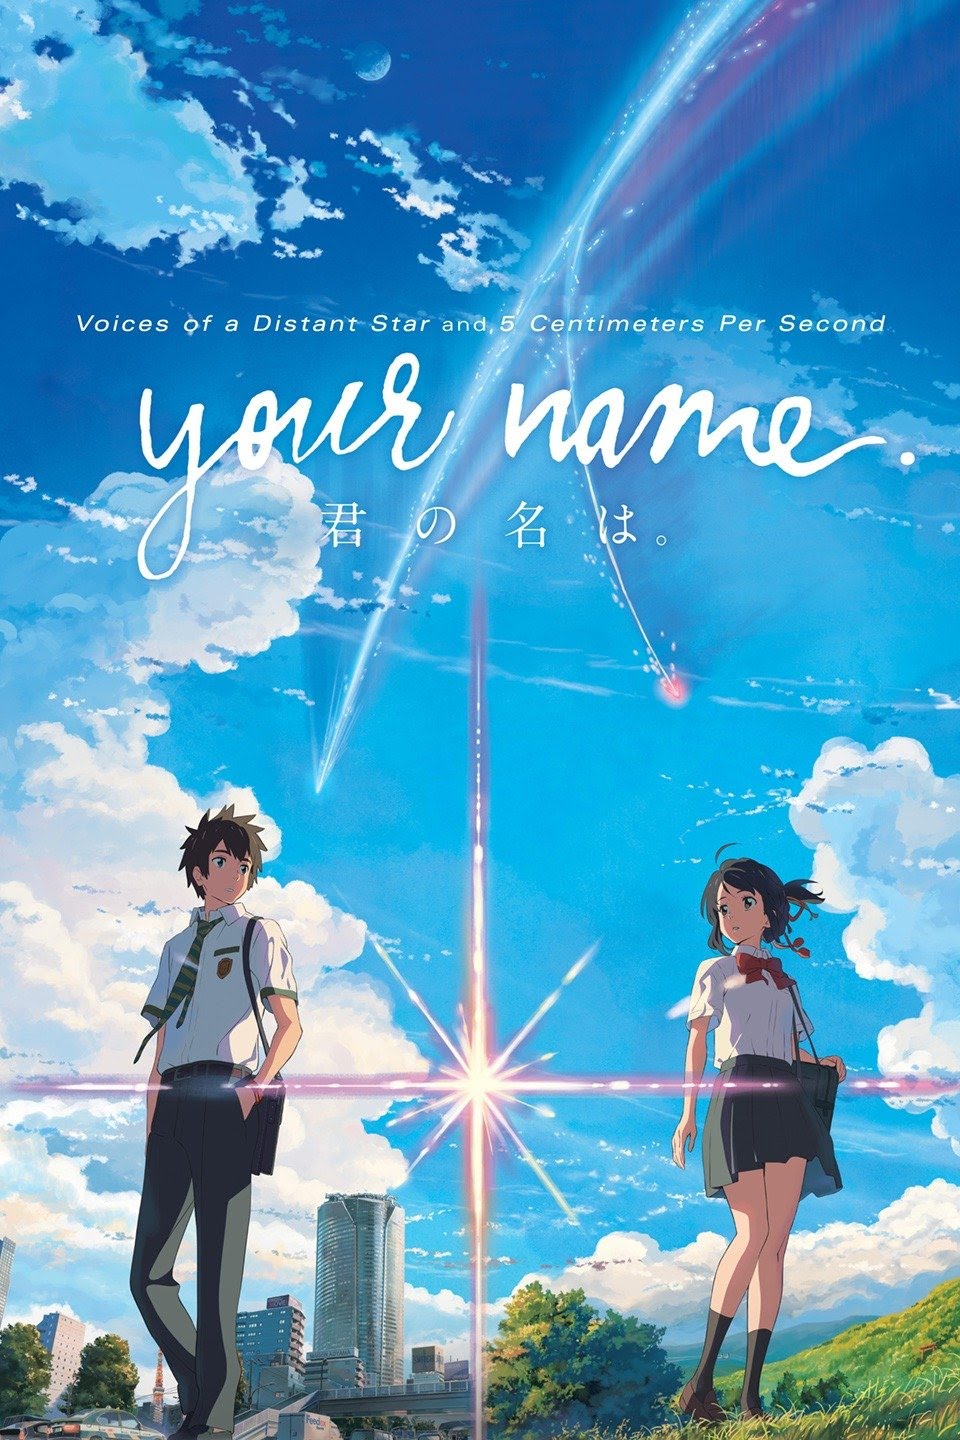 Voices of a Distant Star and 5 Centimeters Per Second
your name.
君の名は。